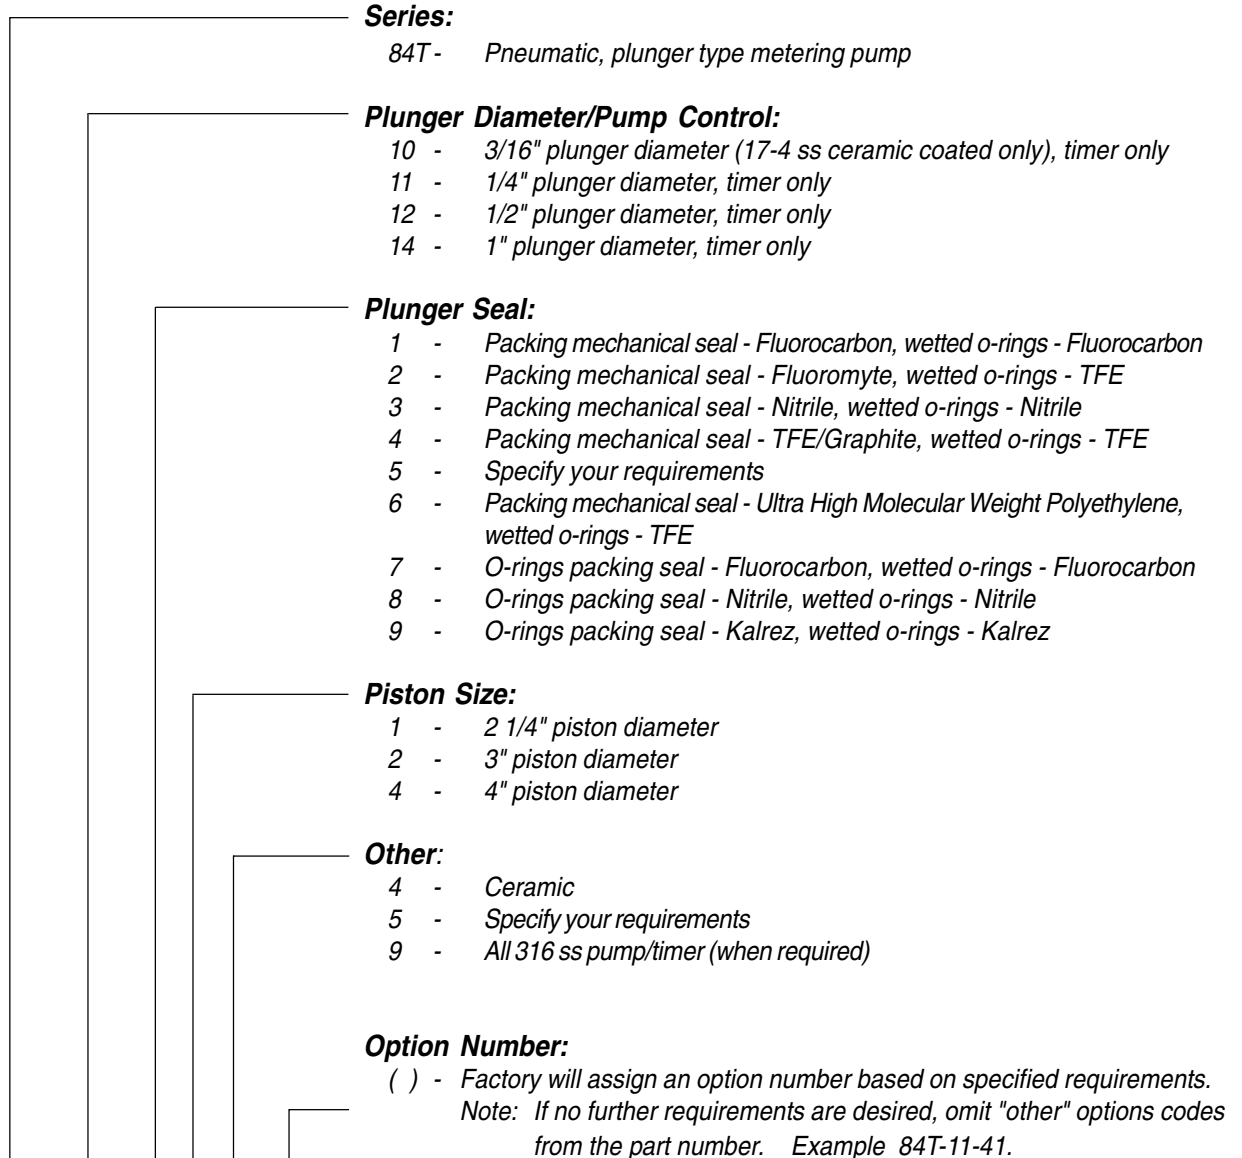 Series:
84T - Pneumatic, plunger type metering pump
Plunger Diameter/Pump Control:
10 - 3/16" plunger diameter (17-4 ss ceramic coated only), timer only
11 - 1/4" plunger diameter, timer only
12 - 1/2" plunger diameter, timer only
14 - 1" plunger diameter, timer only
Plunger Seal:
1 - Packing mechanical seal - Fluorocarbon, wetted o-rings - Fluorocarbon
2 - Packing mechanical seal - Fluoromyte, wetted o-rings - TFE
3 - Packing mechanical seal - Nitrile, wetted o-rings - Nitrile
4 - Packing mechanical seal - TFE/Graphite, wetted o-rings - TFE
5 - Specify your requirements
6 - Packing mechanical seal - Ultra High Molecular Weight Polyethylene,
wetted o-rings - TFE
7 - O-rings packing seal - Fluorocarbon, wetted o-rings - Fluorocarbon
8 - O-rings packing seal - Nitrile, wetted o-rings - Nitrile
9 - O-rings packing seal - Kalrez, wetted o-rings - Kalrez
Piston Size:
1 - 2 1/4" piston diameter
2 - 3" piston diameter
4 - 4" piston diameter
Other:
4 - Ceramic
5 - Specify your requirements
9 - All 316 ss pump/timer (when required)
Option Number:
( ) - Factory will assign an option number based on specified requirements.
Note: If no further requirements are desired, omit "other" options codes
from the part number. Example 84T-11-41.